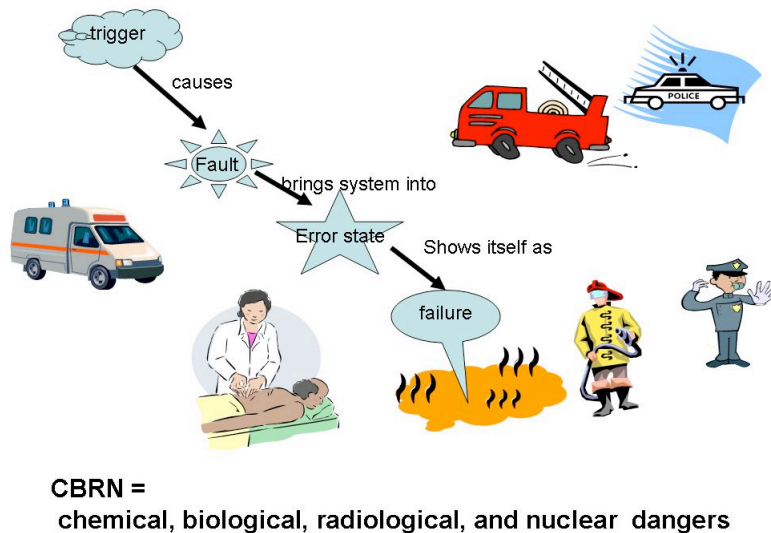 trigger
causes
POLICE
Fault
brings system into
Error state
Shows itself as
failure
CBRN =
chemical, biological, radiological, and nuclear dangers